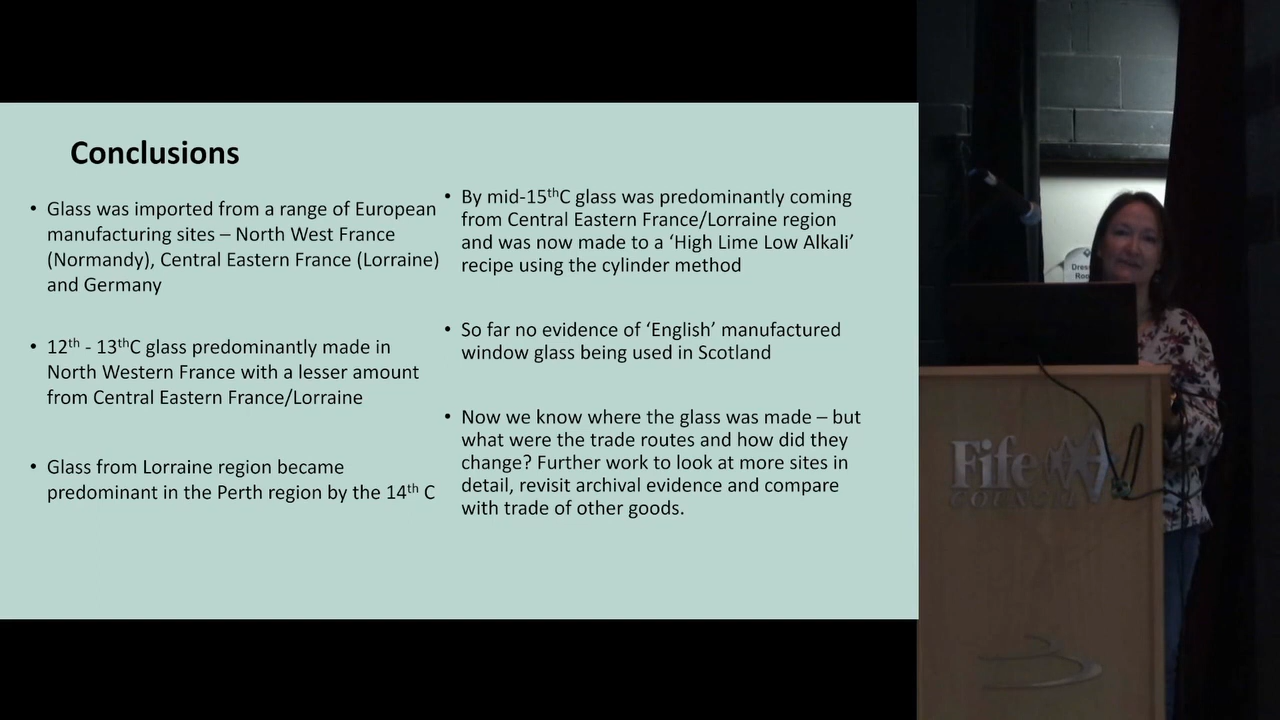 Conclusions
• Glass was imported from a range of European
manufacturing sites – North West France
(Normandy), Central Eastern France (Lorraine)
and Germany
• 12th - 13thC glass predominantly made in
North Western France with a lesser amount
from Central Eastern France/Lorraine
• Glass from Lorraine region became
predominant in the Perth region by the 14th C
• By mid-15thC glass was predominantly coming
from Central Eastern France/Lorraine region
and was now made to a ‘High Lime Low Alkali’
recipe using the cylinder method
• So far no evidence of ‘English’ manufactured
window glass being used in Scotland
• Now we know where the glass was made – but
what were the trade routes and how did they
change? Further work to look at more sites in
detail, revisit archival evidence and compare
with trade of other goods.
Fife
COUNCIL